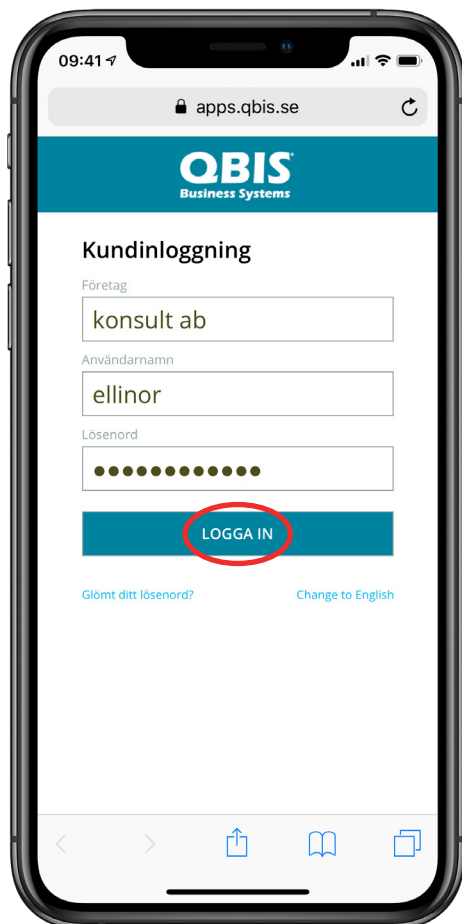 09:41
apps.qbis.se
QBIS
Business Systems
Kundinloggning
Företag
konsult ab
Användarnamn
ellinor
Lösenord
●●●●●●●●●●●●
LOGGA IN
Glömt ditt lösenord?
Change to English